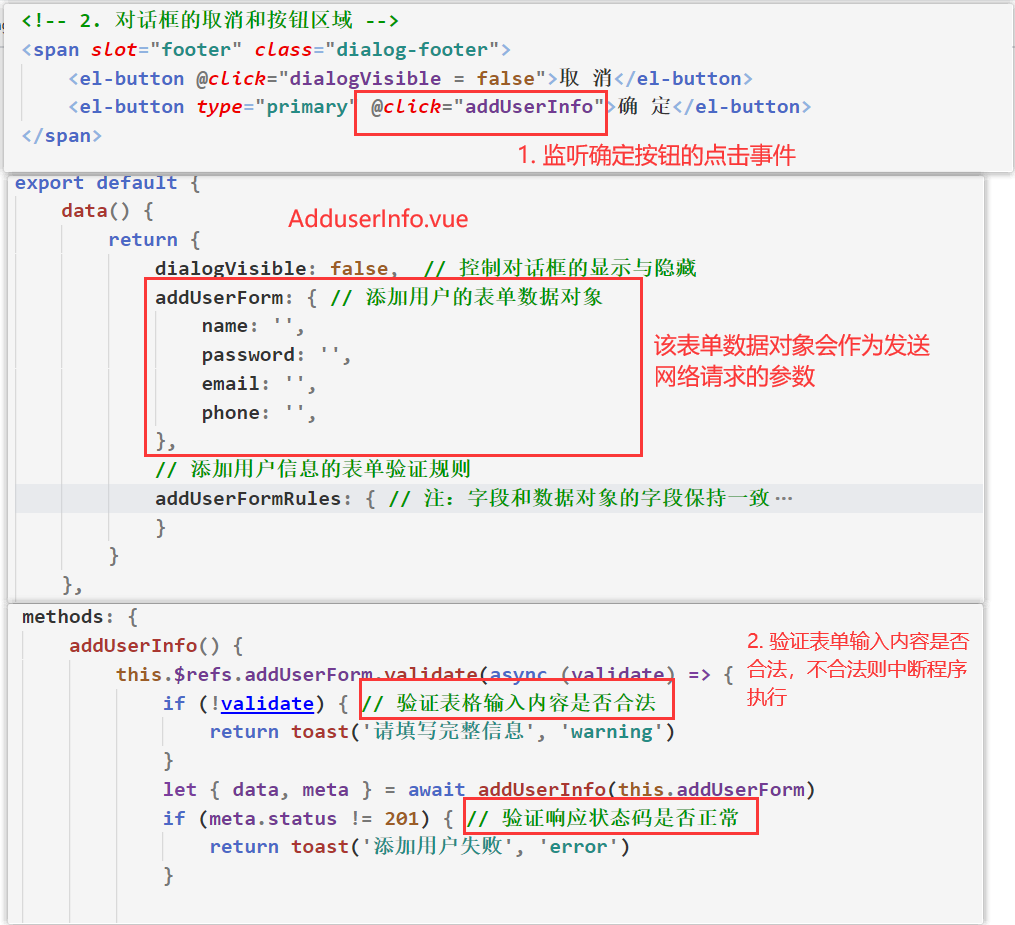 <!-- 2. 对话框的取消和按钮区域 -->
<span slot="footer" class="dialog-footer">
<el-button @click="dialogVisible = false">取 消</el-button>
<el-button type="primary" @click="addUserInfo">确 定</el-button>
</span>
1. 监听确定按钮的点击事件
export default {
data() {
AdduserInfo.vue
return {
dialogVisible: false, // 控制对话框的显示与隐藏
addUserForm: { // 添加用户的表单数据对象
name: '',
password: '',
email: '',
phone: '',
},
该表单数据对象会作为发送
网络请求的参数
// 添加用户信息的表单验证规则
addUserFormRules: { // 注: 字段和数据对象的字段保持一致 ⋯
}
}
},
methods: {
addUserInfo() {
this.$refs.addUserForm.validate(async (validate) => {
2. 验证表单输入内容是否
合法，不合法则中断程序
执行
if (!validate) { // 验证表格输入内容是否合法
return toast('请填写完整信息', 'warning')
}
let { data, meta } = await addUserInfo(this.addUserForm)
if (meta.status != 201) { // 验证响应状态码是否正常
return toast('添加用户失败', 'error')
}